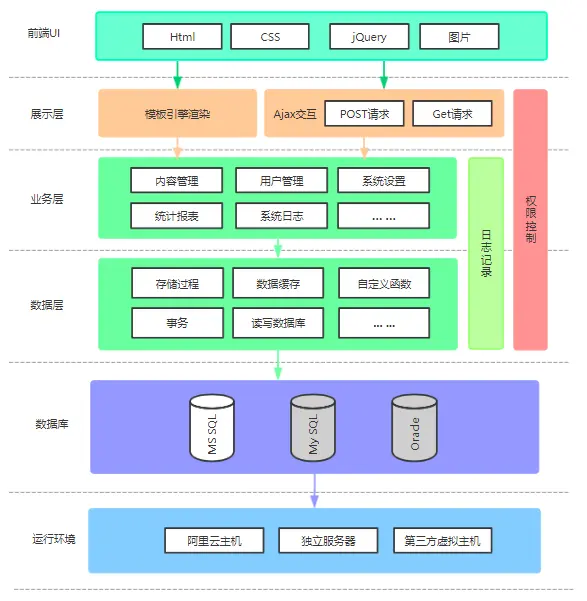 前端UI
Html
CSS
jQuery
图片
展示层
模板引擎渲染
Ajax交互
POST请求
Get请求
权限控制
业务层
内容管理
用户管理
系统设置
统计报表
系统日志
... ...
日志记录
数据层
存储过程
数据缓存
自定义函数
事务
读写数据库
... ...
数据库
MS SQL
My SQL
Orade
运行环境
阿里云主机
独立服务器
第三方虚拟主机